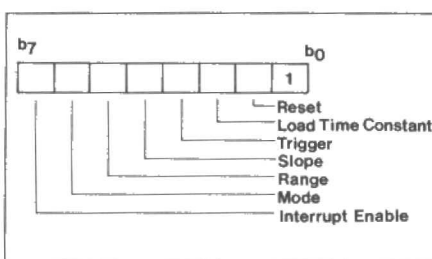 b7 b0
1
Reset
Load Time Constant
Trigger
Slope
Range
Mode
Interrupt Enable